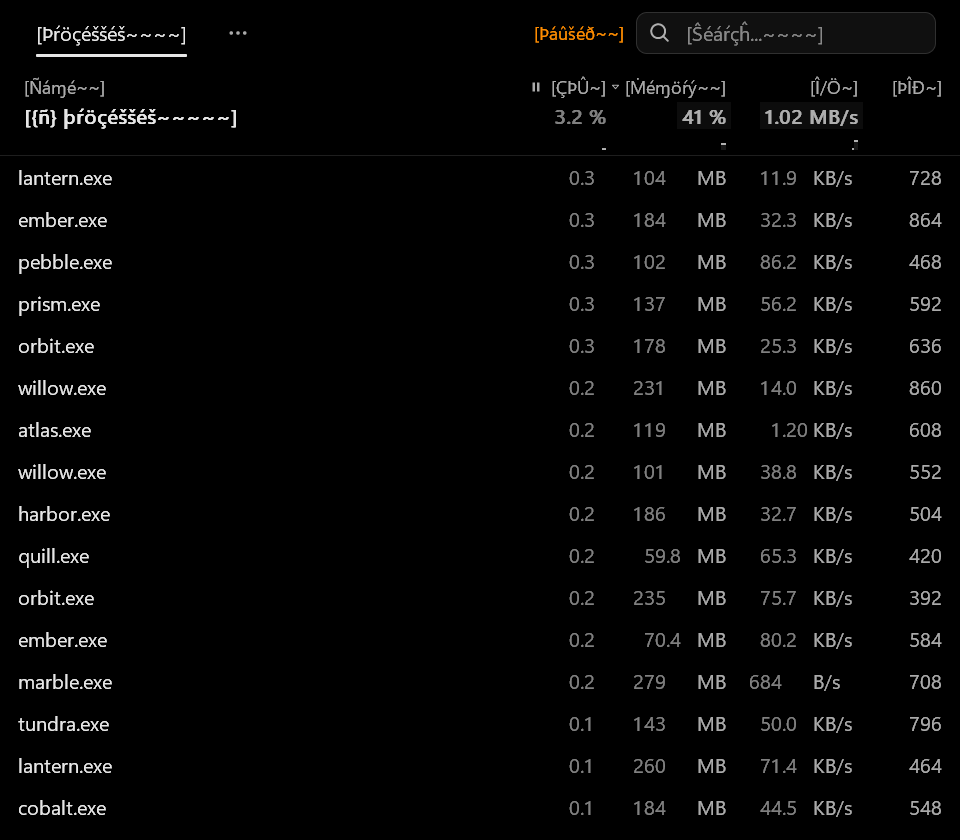 [Þŕöçéššéš~~~~] ••• [Þáûšéð~~] [Šéáŕçĥ...~~~~]
[Ñáɱé~~] [ÇÞÛ~] [Ṁéɱöŕý~~] [Î/Ö~] [ÞÎÐ~]
[{ñ} þŕöçéššéš~~~~~] 3.2 % 41 % 1.02 MB/s
lantern.exe 0.3 104 MB 11.9 KB/s 728
ember.exe 0.3 184 MB 32.3 KB/s 864
pebble.exe 0.3 102 MB 86.2 KB/s 468
prism.exe 0.3 137 MB 56.2 KB/s 592
orbit.exe 0.3 178 MB 25.3 KB/s 636
willow.exe 0.2 231 MB 14.0 KB/s 860
atlas.exe 0.2 119 MB 1.20 KB/s 608
willow.exe 0.2 101 MB 38.8 KB/s 552
harbor.exe 0.2 186 MB 32.7 KB/s 504
quill.exe 0.2 59.8 MB 65.3 KB/s 420
orbit.exe 0.2 235 MB 75.7 KB/s 392
ember.exe 0.2 70.4 MB 80.2 KB/s 584
marble.exe 0.2 279 MB 684 B/s 708
tundra.exe 0.1 143 MB 50.0 KB/s 796
lantern.exe 0.1 260 MB 71.4 KB/s 464
cobalt.exe 0.1 184 MB 44.5 KB/s 548